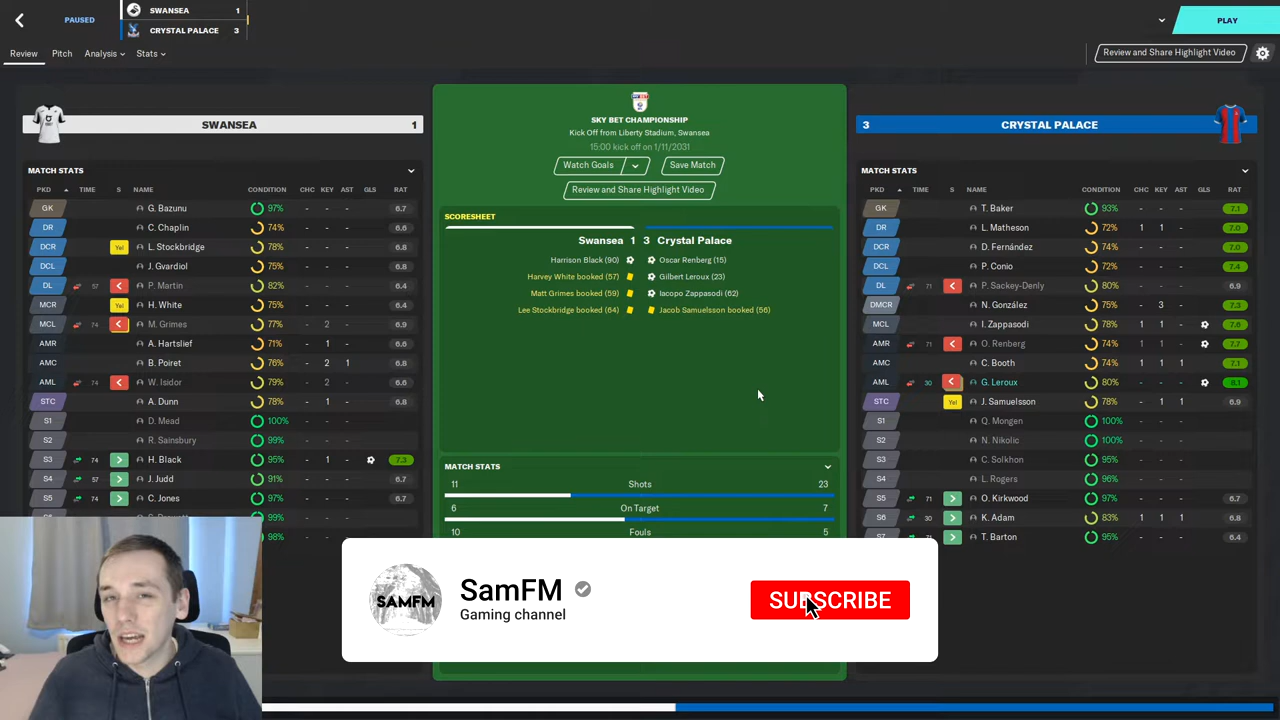 PAUSED
SWANSEA 1
CRYSTAL PALACE 3
PLAY
Review Pitch Analysis Stats
Review and Share Highlight Video
SWANSEA 1
MATCH STATS
PKD TIME S NAME CONDITION CHC KEY AST GLS RAT
GK G. Bazunu 97% - - - 6.7
DR C. Chaplin 74% - - - 6.6
DCR Yel L. Stockbridge 78% - - - 6.8
DCL J. Gvardiol 75% - - - 6.8
DL 57 P. Martin 82% - - - 6.4
MCR Yel H. White 75% - - - 6.4
MCL 74 M. Grimes 77% - 2 - 6.9
AMR A. Hartslief 71% - 1 - 6.6
AMC B. Poiret 76% - 2 1 6.8
AML 74 W. Isidor 79% - 2 - 6.6
STC A. Dunn 78% - 1 - 6.8
S1 D. Mead 100%
S2 R. Sainsbury 99%
S3 74 H. Black 95% - 1 - 7.3
S4 57 J. Judd 91% - - - 6.7
S5 74 C. Jones 97% - - - 6.7
99%
98%
SKY BET CHAMPIONSHIP
Kick Off from Liberty Stadium, Swansea
15:00 kick off on 1/11/2031
Watch Goals Save Match
Review and Share Highlight Video
SCORESHEET
Swansea 1 3 Crystal Palace
Harrison Black (90) Oscar Renberg (15)
Harvey White booked (57) Gilbert Leroux (23)
Matt Grimes booked (59) Iacopo Zappasodi (62)
Lee Stockbridge booked (64) Jacob Samuelsson booked (56)
MATCH STATS
11 Shots 23
6 On Target 7
10 Fouls 5
3 CRYSTAL PALACE
MATCH STATS
PKD TIME S NAME CONDITION CHC KEY AST GLS RAT
GK T. Baker 93% - - - 7.1
DR L. Matheson 72% 1 1 - 7.0
DCR D. Fernández 72% - - - 7.0
DCL P. Conio 72% - - - 7.4
DL 71 P. Sackey-Denly 80% - - - 6.9
DMCR N. González 73% - 3 - 7.3
MCL I. Zappasodi 78% 1 1 - 7.6
AMR 71 O. Renberg 74% 1 1 - 7.7
AMC C. Booth 74% 1 1 1 7.1
AML 30 G. Leroux 80% - - - 8.1
STC Yel J. Samuelsson 78% - 1 1 6.9
S1 Q. Mongen 100%
S2 N. Nikolic 100%
S3 C. Solkhon 95%
S4 L. Rogers 96%
S5 71 O. Kirkwood 97% - - - 6.7
S6 30 K. Adam 83% 1 1 1 6.8
S7 T. Barton 95% - - - 6.4
SAMFM
SamFM
Gaming channel
SUBSCRIBE